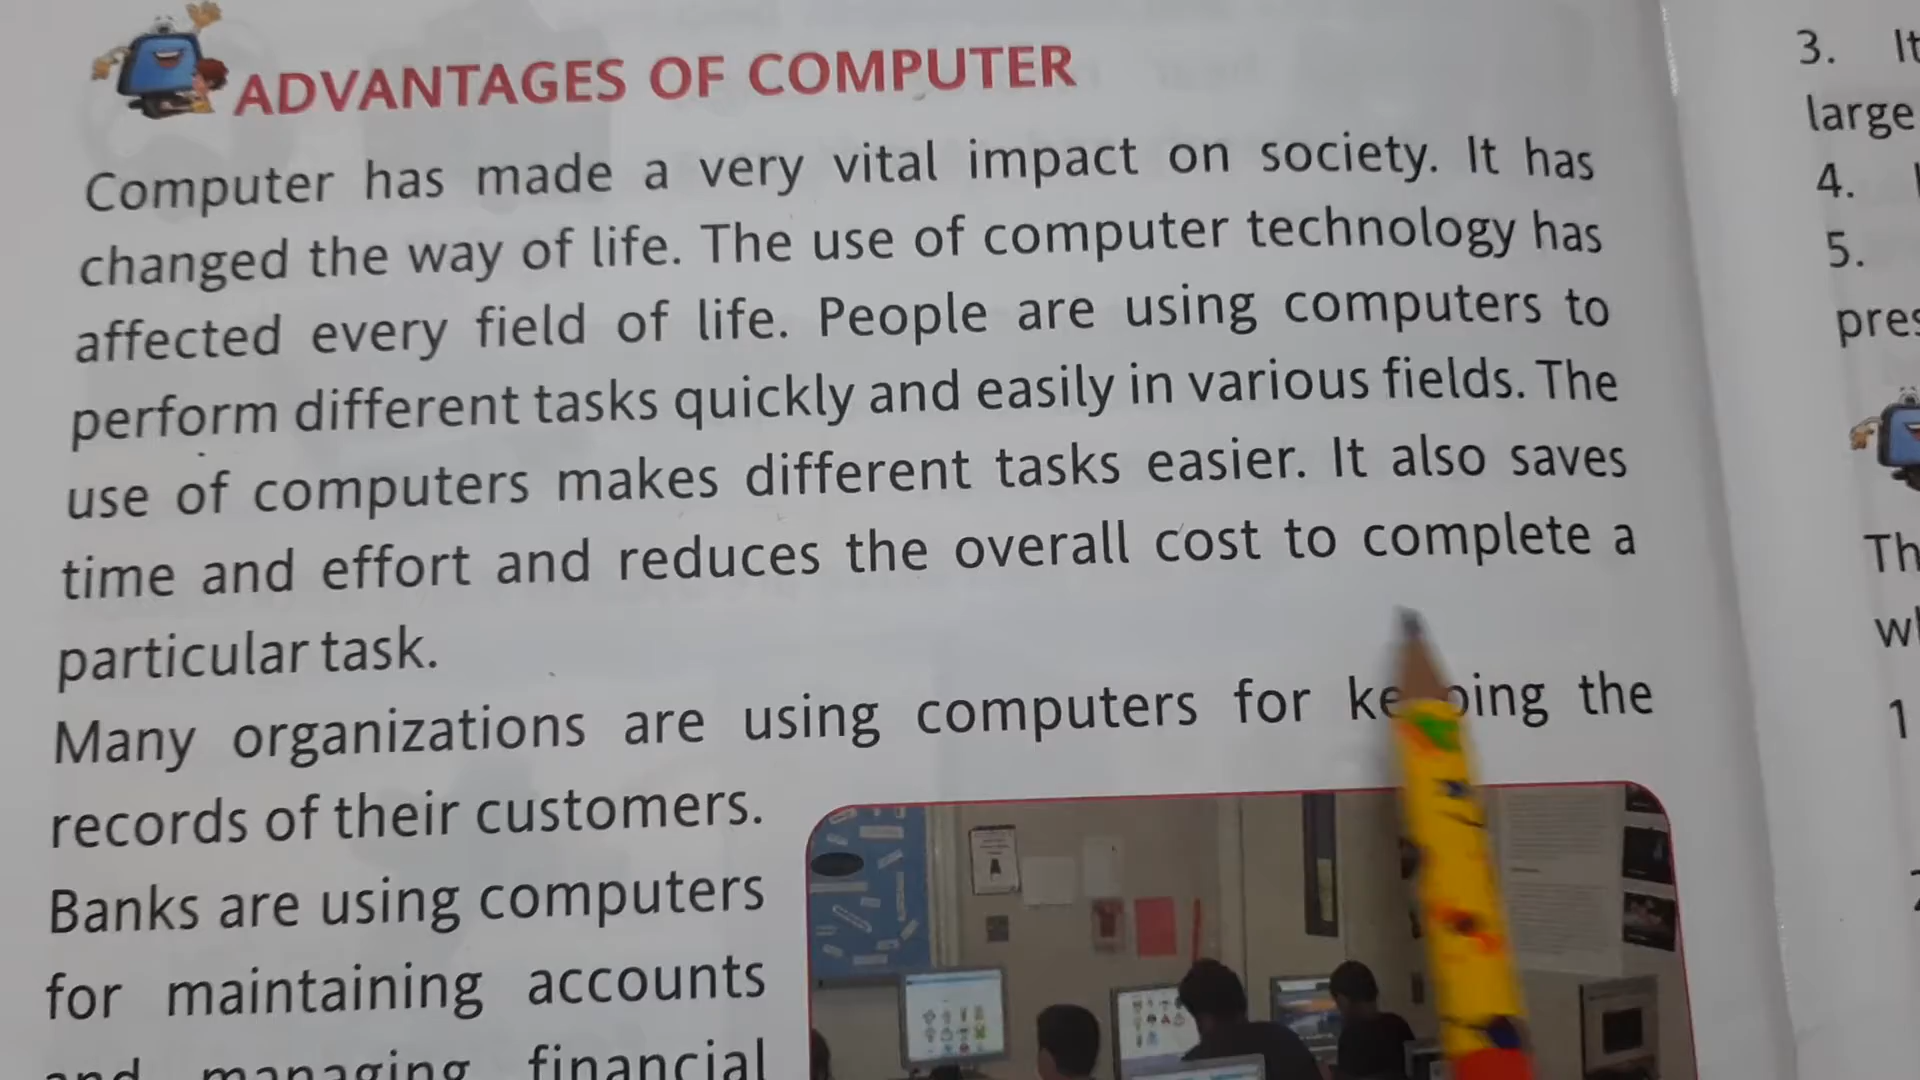 ADVANTAGES OF COMPUTER
Computer has made a very vital impact on society. It has
changed the way of life. The use of computer technology has
affected every field of life. People are using computers to
perform different tasks quickly and easily in various fields. The
use of computers makes different tasks easier. It also saves
time and effort and reduces the overall cost to complete a
particular task.
Many organizations are using computers for keeping the
records of their customers.
Banks are using computers
for maintaining accounts
and managing financial
3. It
large
4.
5.
1